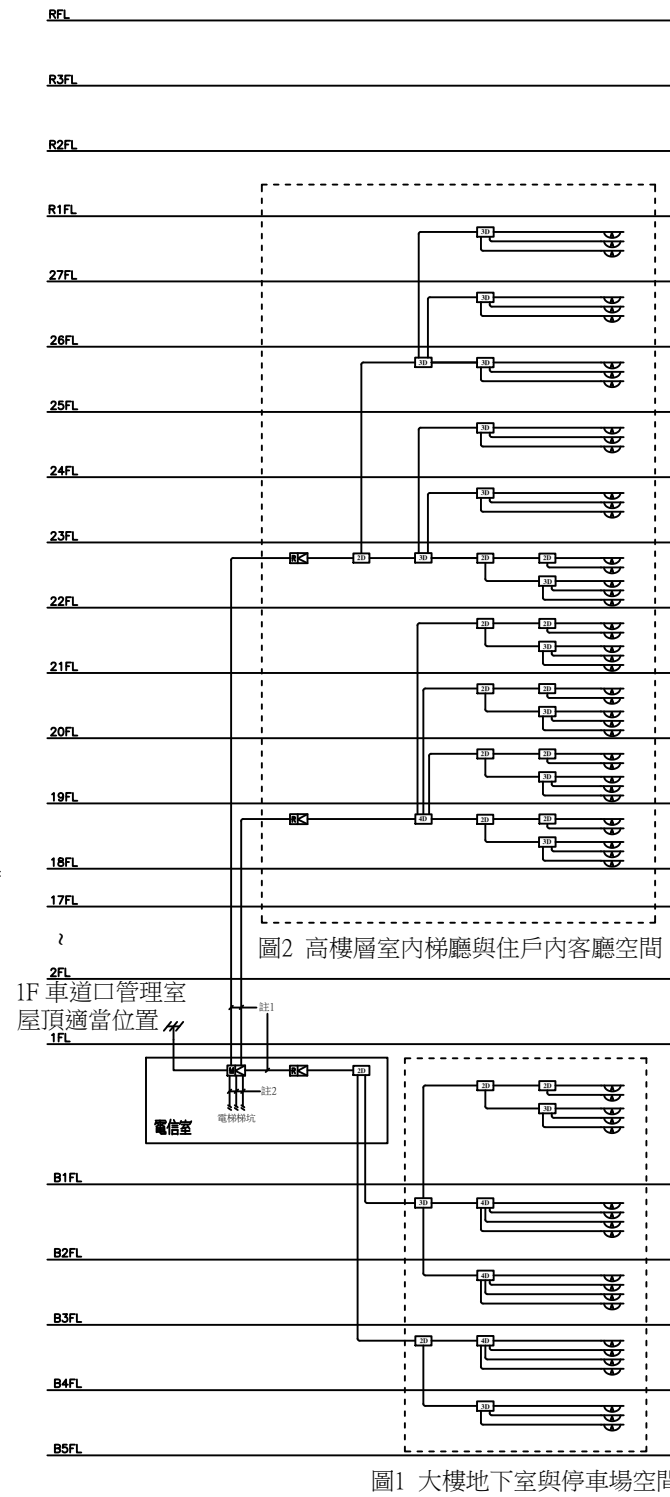 RFL
R3FL
R2FL
R1FL
3D
27FL
3D
26FL
3D 3D
25FL
3D
24FL
3D
23FL
R 2D 3D 2D 2D
3D
22FL
2D 2D
3D
21FL
2D 2D
3D
20FL
2D 2D
3D
19FL
R 4D 2D 2D
3D
18FL
17FL
~
圖2 高樓層室內梯廳與住戶內客廳空間
2FL
1F 車道口管理室
屋頂適當位置
註1
1FL
M R 2D
註2
電梯梯坑
電信室
2D 2D
3D
B1FL
3D 4D
B2FL
4D
B3FL
2D 4D
B4FL
3D
B5FL
圖1 大樓地下室與停車場空間